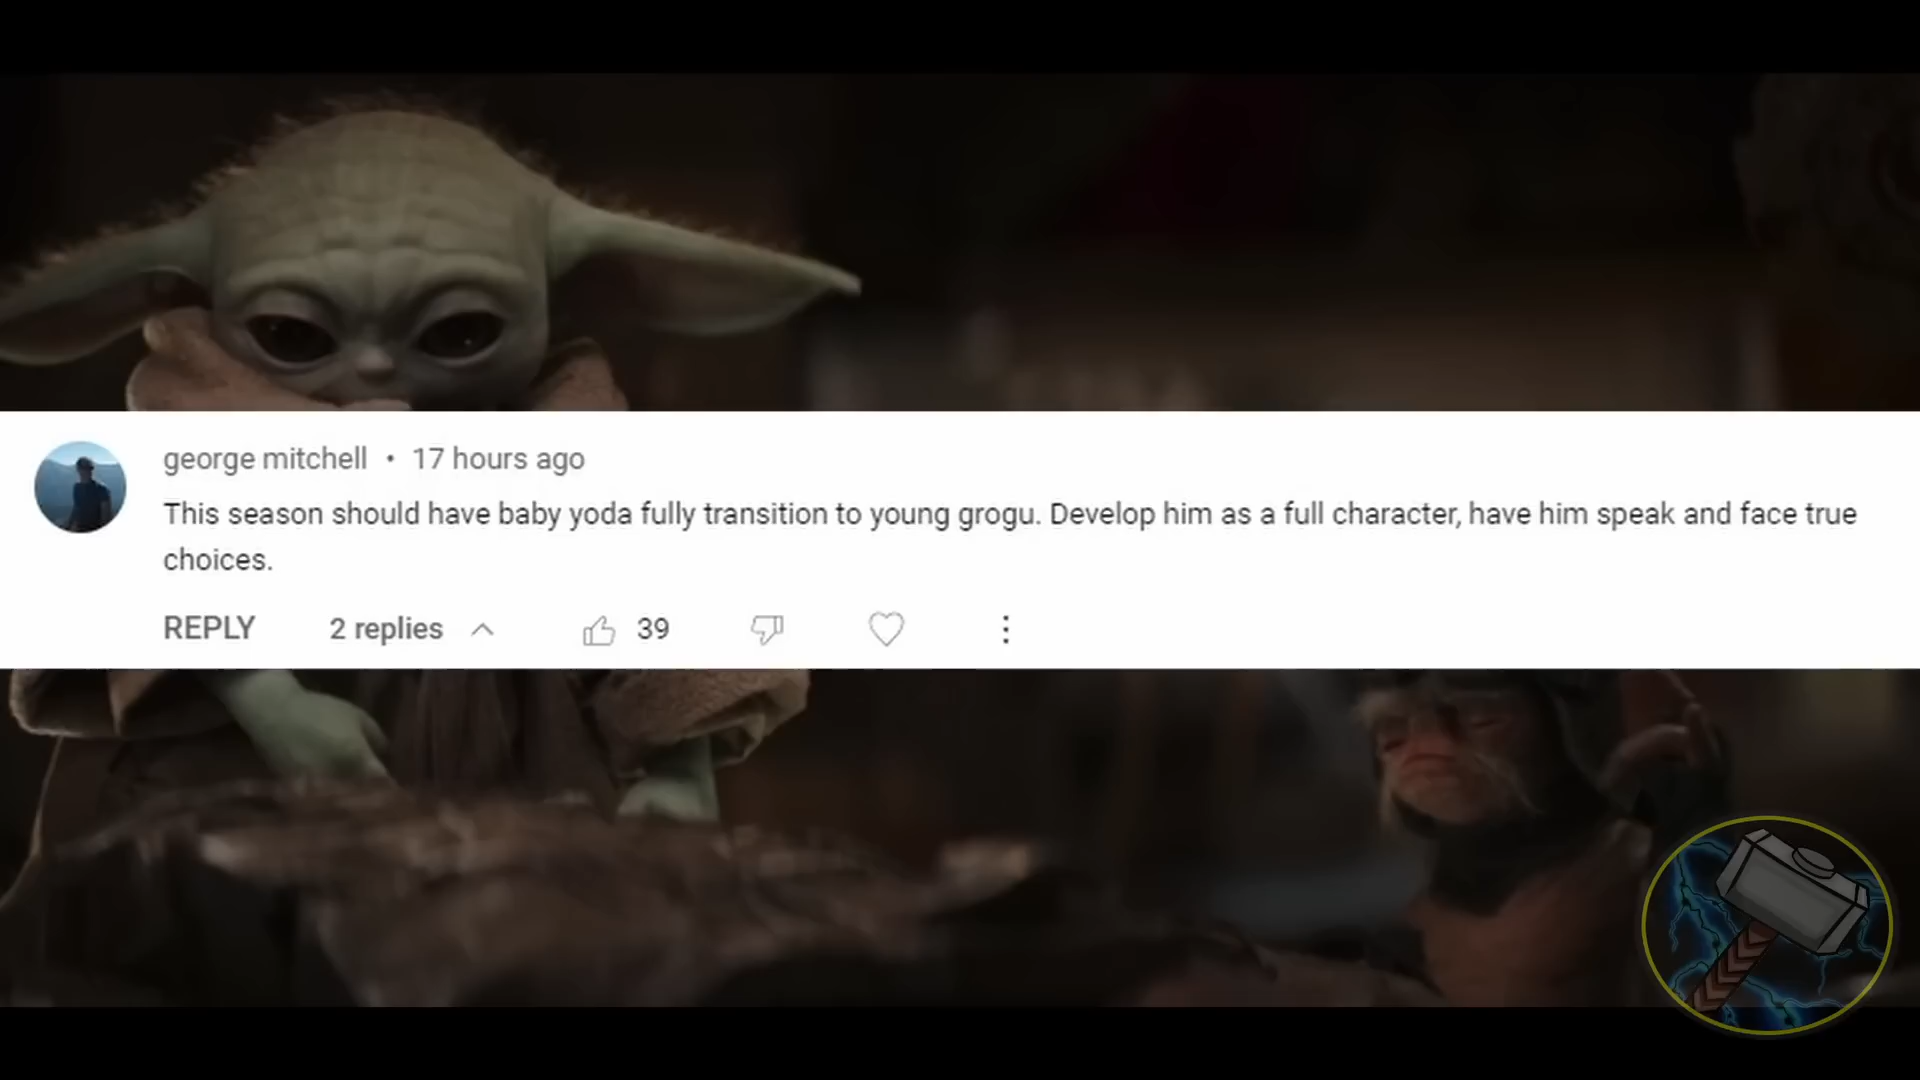 george mitchell • 17 hours ago
This season should have baby yoda fully transition to young grogu. Develop him as a full character, have him speak and face true
choices.
REPLY 2 replies 39